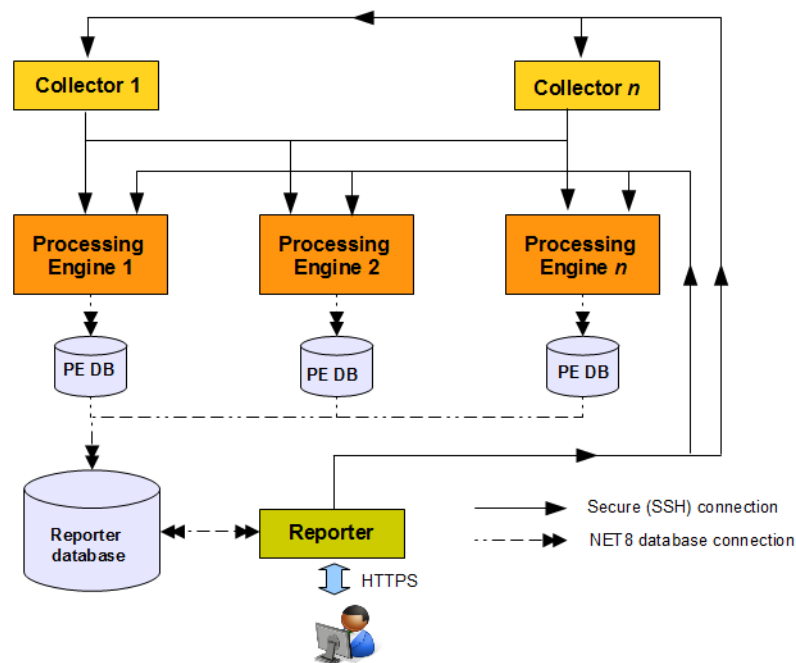 Collector 1
Collector n
Processing
Engine 1
Processing
Engine 2
Processing
Engine n
PE DB
PE DB
PE DB
Reporter
database
Reporter
HTTPS
Secure (SSH) connection
NET8 database connection